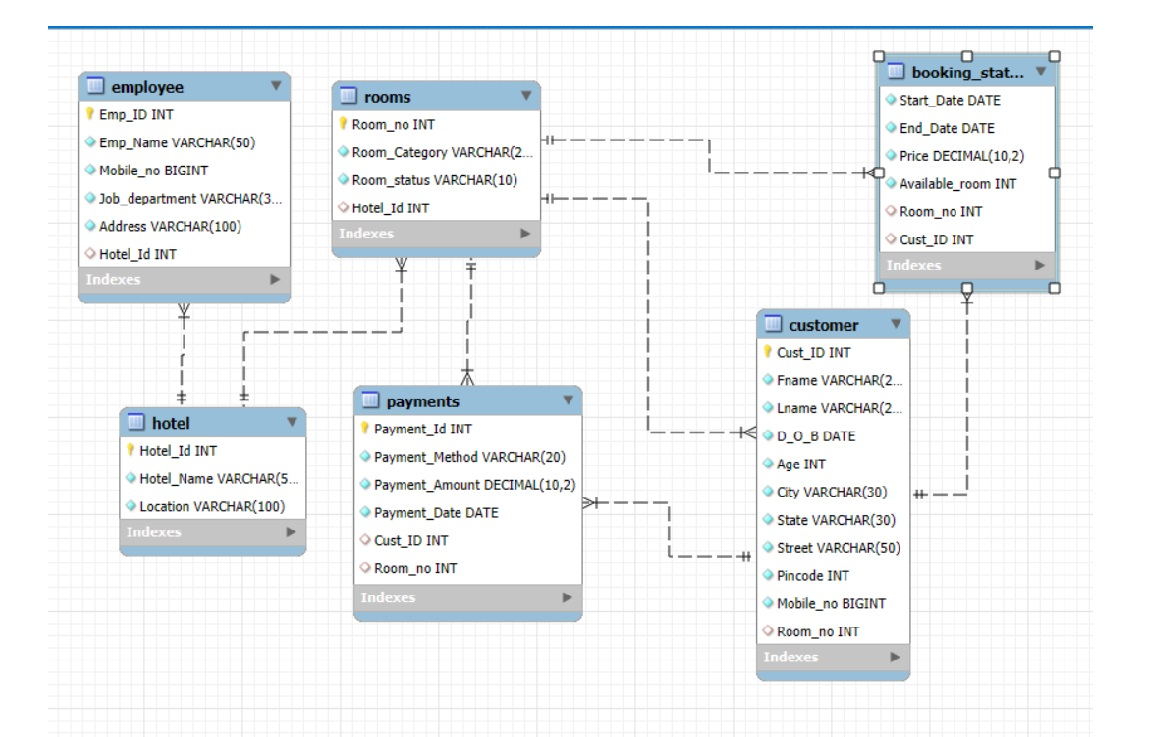 employee
Emp_ID INT
Emp_Name VARCHAR(50)
Mobile_no BIGINT
Job_department VARCHAR(3...
Address VARCHAR(100)
Hotel_Id INT
Indexes
rooms
Room_no INT
Room_Category VARCHAR(2...
Room_status VARCHAR(10)
Hotel_Id INT
Indexes
booking_stat...
Start_Date DATE
End_Date DATE
Price DECIMAL(10,2)
Available_room INT
Room_no INT
Cust_ID INT
Indexes
hotel
Hotel_Id INT
Hotel_Name VARCHAR(5...
Location VARCHAR(100)
Indexes
payments
Payment_Id INT
Payment_Method VARCHAR(20)
Payment_Amount DECIMAL(10,2)
Payment_Date DATE
Cust_ID INT
Room_no INT
Indexes
customer
Cust_ID INT
Fname VARCHAR(2...
Lname VARCHAR(2...
D_O_B DATE
Age INT
City VARCHAR(30)
State VARCHAR(30)
Street VARCHAR(50)
Pincode INT
Mobile_no BIGINT
Room_no INT
Indexes